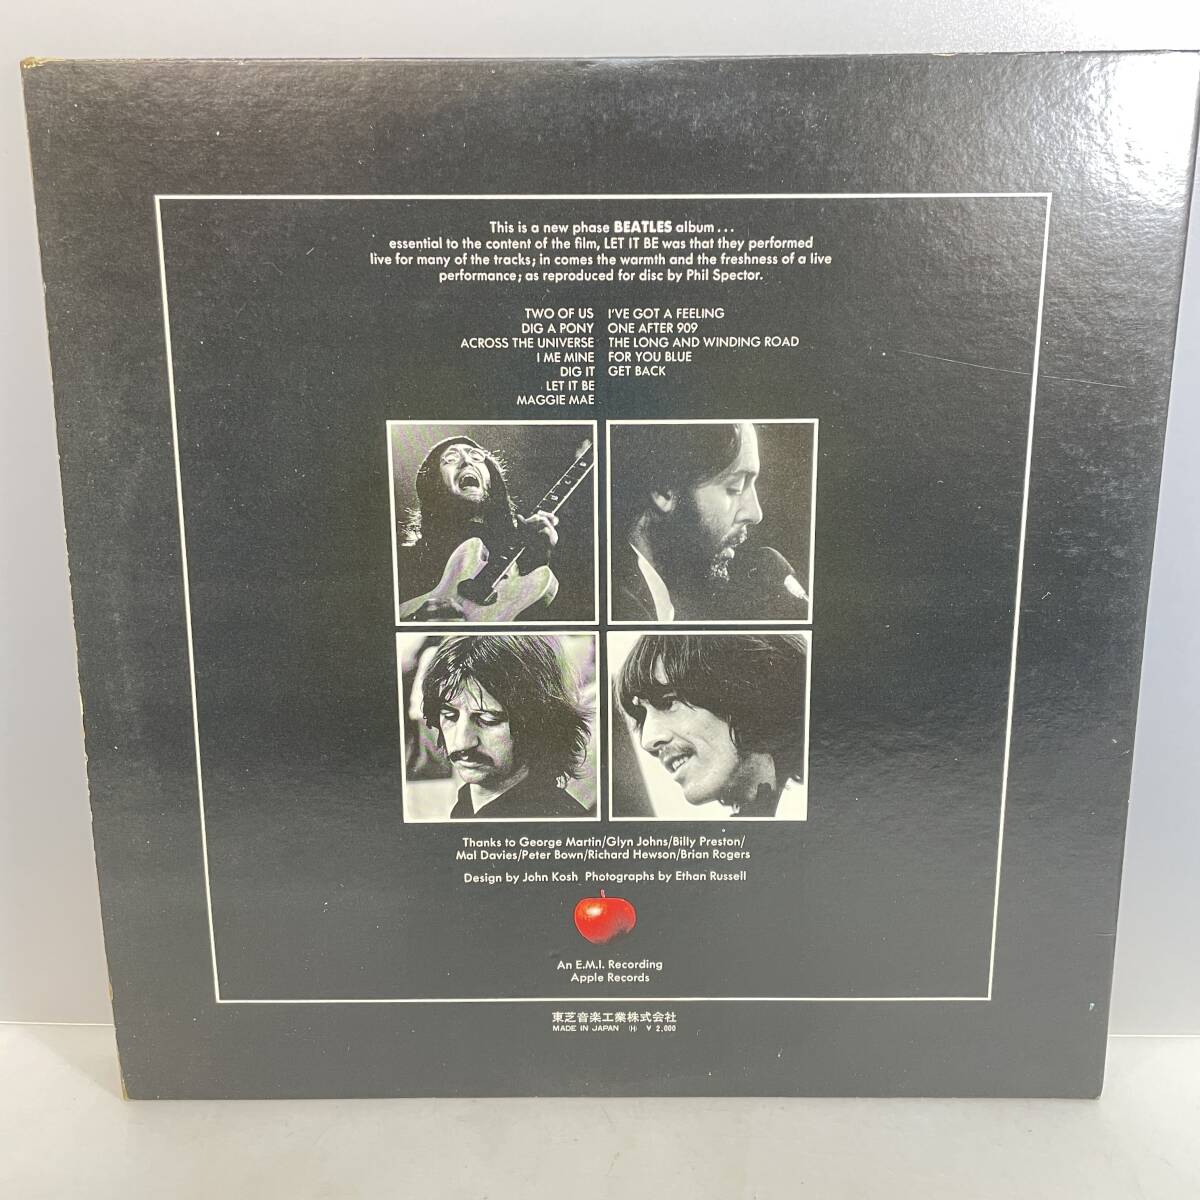 This is a new phase BEATLES album...
essential to the content of the film, LET IT BE was that they performed
live for many of the tracks; in comes the warmth and the freshness of a live
performance; as reproduced for disc by Phil Spector.
TWO OF US
DIG A PONY
ACROSS THE UNIVERSE
I ME MINE
DIG IT
LET IT BE
MAGGIE MAE
I'VE GOT A FEELING
ONE AFTER 909
THE LONG AND WINDING ROAD
FOR YOU BLUE
GET BACK
Thanks to George Martin/Glyn Johns/Billy Preston/
Mal Davies/Peter Bown/Richard Hewson/Brian Rogers
Design by John Kosh Photographs by Ethan Russell
An E.M.I. Recording
Apple Records
東芝音楽工業株式会社
MADE IN JAPAN (H) ¥ 2,000